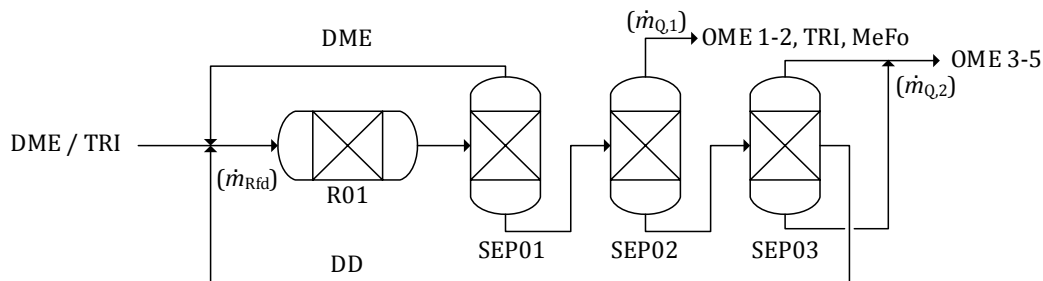 DME
(ṁQ,1)
OME 1-2, TRI, MeFo
OME 3-5
(ṁQ,2)
DME / TRI
(ṁRfd)
R01
SEP01
SEP02
SEP03
DD